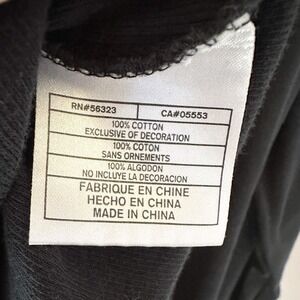 RN#56323 CA#05553
100% COTTON
EXCLUSIVE OF DECORATION
100% COTON
SANS ORNEMENTS
100% ALGODON
NO INCLUYE LA DECORACION
FABRIQUE EN CHINE
HECHO EN CHINA
MADE IN CHINA